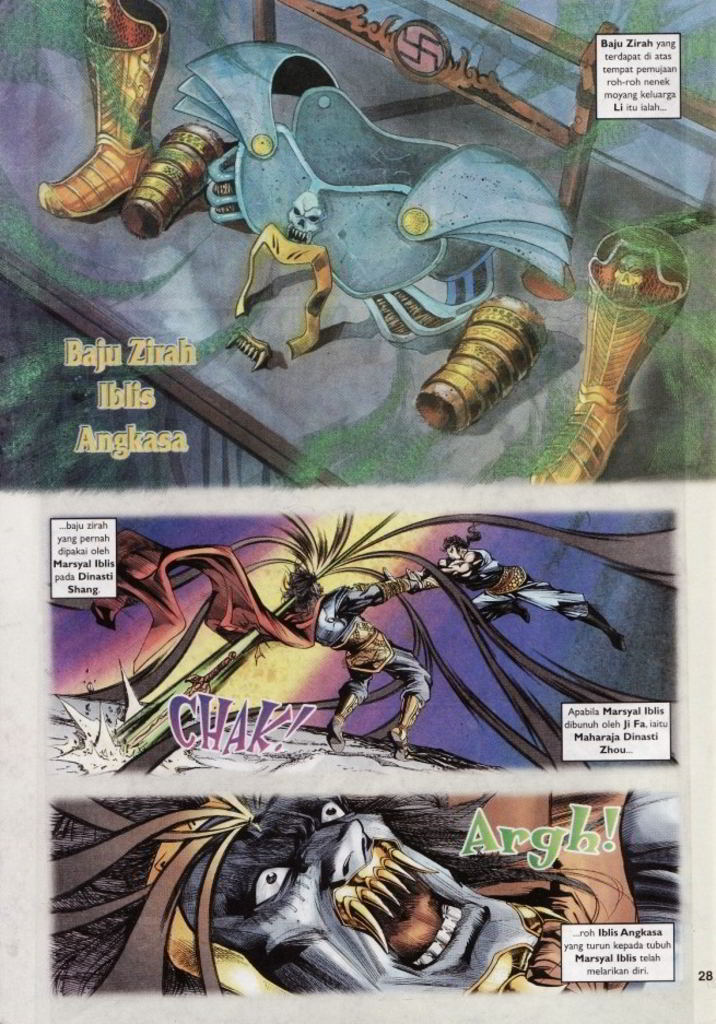 Baju Zirah yang
terdapat di atas
tempat pemujaan
roh-roh nenek
moyang keluarga
Li itu ialah...
Baju Zirah
Iblis
Angkasa
...baju zirah
yang pernah
dipakai oleh
Marsyal Iblis
pada Dinasti
Shang.
CHAK!
Apabila Marsyal Iblis
dibunuh oleh Ji Fa, iaitu
Maharaja Dinasti
Zhou...
Argh!
...roh Iblis Angkasa
yang turun kepada tubuh
Marsyal Iblis telah
melarikan diri.
28